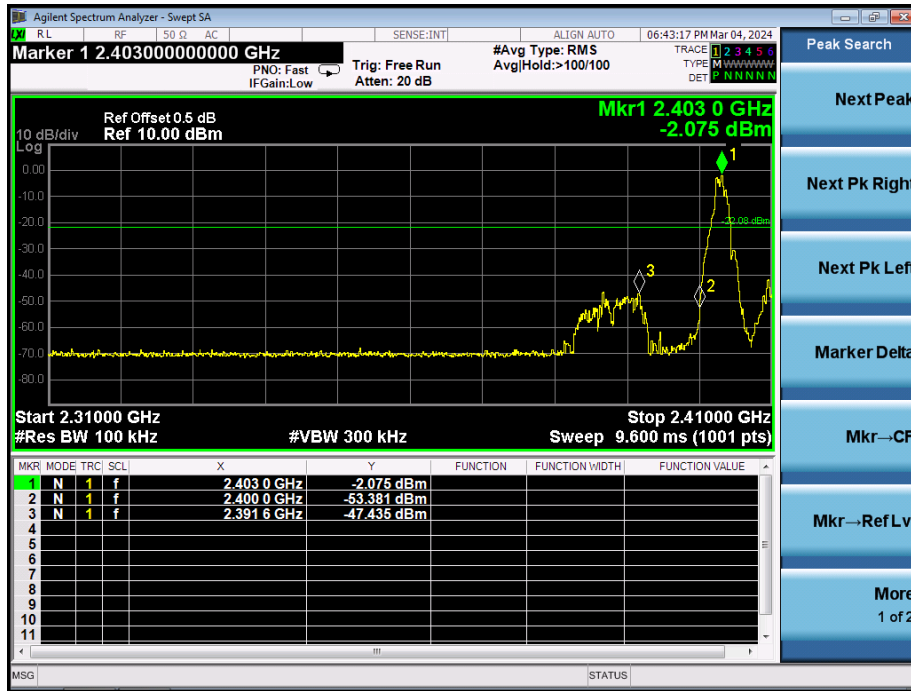 Agilent Spectrum Analyzer - Swept SA
LXI RL RF 50 Ω AC SENSE:INT ALIGN AUTO 06:43:17 PM Mar 04, 2024
Marker 1 2.403000000000 GHz
PNO: Fast
IFGain:Low
Trig: Free Run
Atten: 20 dB
#Avg Type: RMS
Avg|Hold:>100/100
TRACE 1 2 3 4 5 6
TYPE M WWWWW
DET P N N N N N
Peak Search
Next Peak
Next Pk Right
Next Pk Left
Marker Delta
Mkr→CF
Mkr→Ref Lv
More
1 of 2
Mkr1 2.403 0 GHz
-2.075 dBm
Ref Offset 0.5 dB
10 dB/div Ref 10.00 dBm
Log
0.00
-10.0
-20.0
-30.0
-40.0
-50.0
-60.0
-70.0
-80.0
1
2
3
-22.08 dBm
Start 2.31000 GHz Stop 2.41000 GHz
#Res BW 100 kHz #VBW 300 kHz Sweep 9.600 ms (1001 pts)
MKR MODE TRC SCL X Y FUNCTION FUNCTION WIDTH FUNCTION VALUE
1 N 1 f 2.403 0 GHz -2.075 dBm
2 N 1 f 2.400 0 GHz -53.381 dBm
3 N 1 f 2.391 6 GHz -47.435 dBm
4
5
6
7
8
9
10
11
MSG STATUS